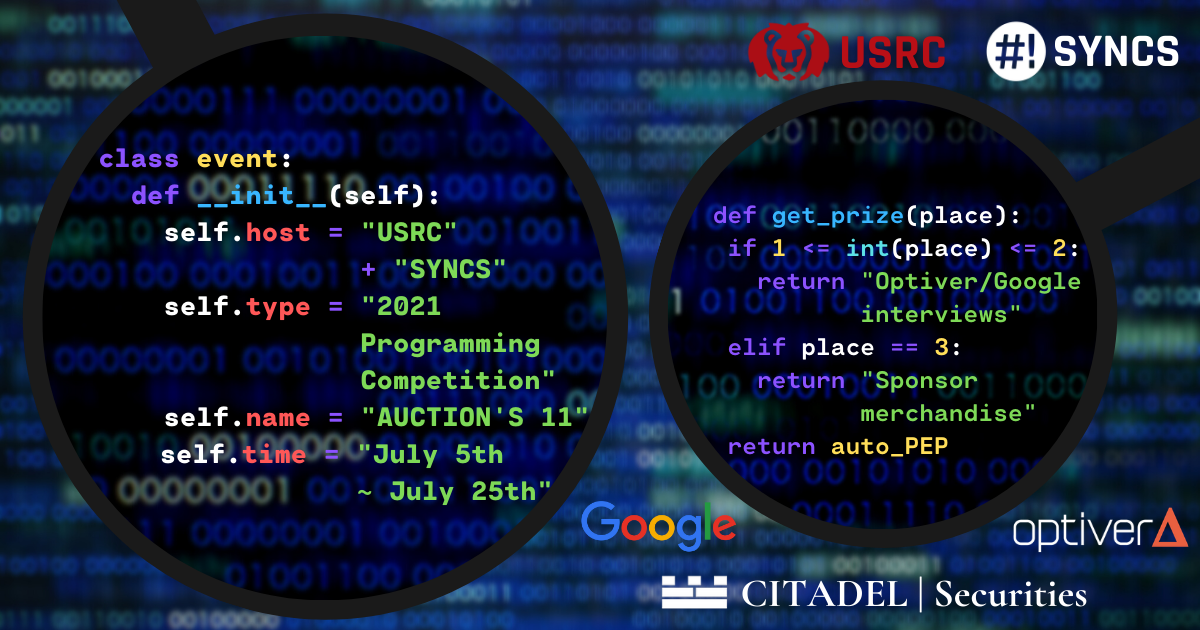 USRC
#! SYNCS
class event:
def __init__(self):
self.host = "USRC"
+ "SYNCS"
self.type = "2021
Programming
Competition"
self.name = "AUCTION'S 11"
self.time = "July 5th
~ July 25th"
def get_prize(place):
if 1 <= int(place) <= 2:
return "Optiver/Google
interviews"
elif place == 3:
return "Sponsor
merchandise"
return auto_PEP
Google
optiver
CITADEL | Securities